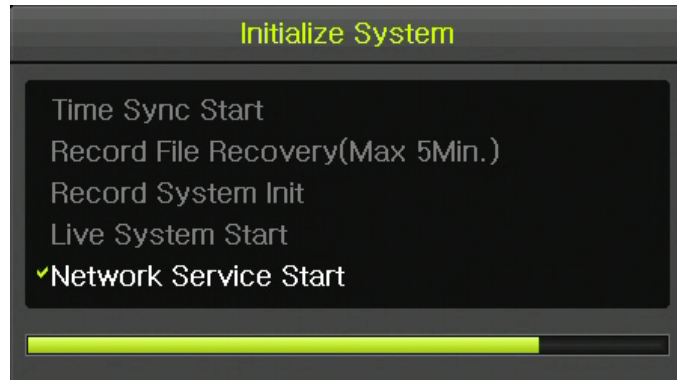 Initialize System
Time Sync Start
Record File Recovery(Max 5Min.)
Record System Init
Live System Start
Network Service Start